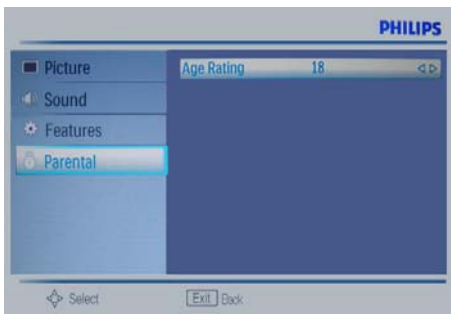 PHILIPS
Picture
Age Rating 18
Sound
Features
Parental
Select
Exit Back